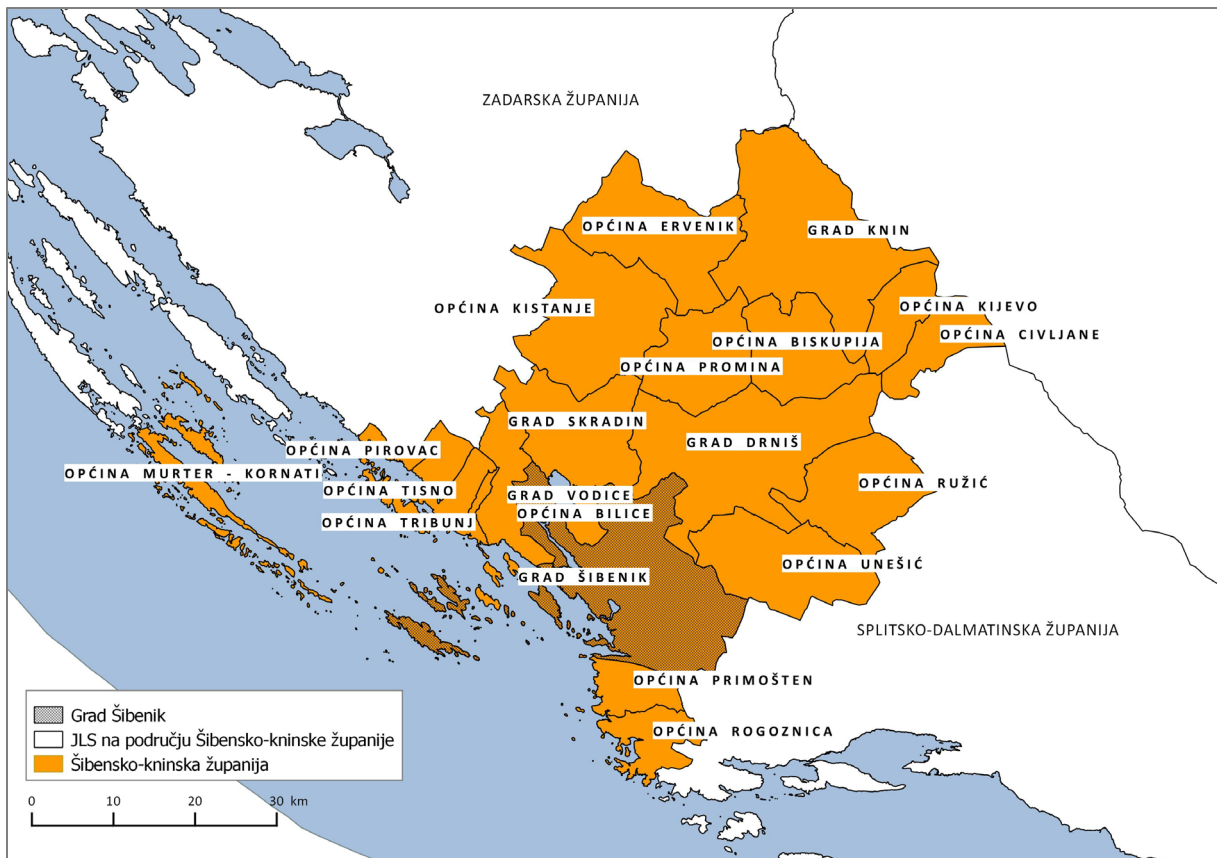 ZADARSKA ŽUPANIJA
OPĆINA ERVENIK
GRAD KNIN
OPĆINA KISTANJE
OPĆINA KIJEVO
OPĆINA CIVLJANE
OPĆINA BISKUPIJA
OPĆINA PROMINA
GRAD SKRADIN
GRAD DRNIŠ
OPĆINA PIROVAC
OPĆINA MURTER - KORNATI
OPĆINA TISNO
GRAD VODICE
OPĆINA RUŽIĆ
OPĆINA BILICE
OPĆINA TRIBUNJ
OPĆINA UNEŠIĆ
GRAD ŠIBENIK
SPLITSKO-DALMATINSKA ŽUPANIJA
OPĆINA PRIMOŠTEN
OPĆINA ROGOZNICA
Grad Šibenik
JLS na području Šibensko-kninske županije
Šibensko-kninska županija
0 10 20 30 km